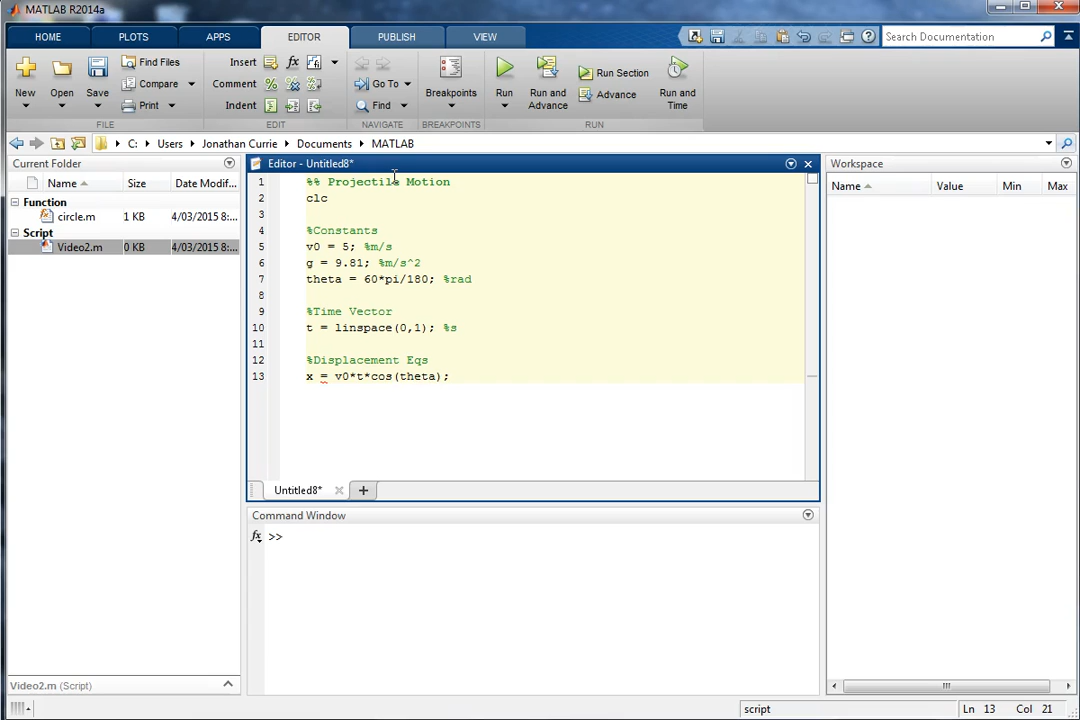 MATLAB R2014a
HOME PLOTS APPS EDITOR PUBLISH VIEW Search Documentation
New Open Save Find Files Compare Print
FILE
Insert fx
Comment
Indent
EDIT
Go To
Find
NAVIGATE
Breakpoints
BREAKPOINTS
Run Run and Advance Run Section Advance Run and Time
RUN
C: Users Jonathan Currie Documents MATLAB
Current Folder
Name Size Date Modif...
Function
circle.m 1 KB 4/03/2015 8:...
Script
Video2.m 0 KB 4/03/2015 8:...
Video2.m (Script)
Editor - Untitled8*
1 %% Projectile Motion
2 clc
3
4 %Constants
5 v0 = 5; %m/s
6 g = 9.81; %m/s^2
7 theta = 60*pi/180; %rad
8
9 %Time Vector
10 t = linspace(0,1); %s
11
12 %Displacement Eqs
13 x = v0*t*cos(theta);
Untitled8*
Command Window
fx >>
Workspace
Name Value Min Max
script Ln 13 Col 21